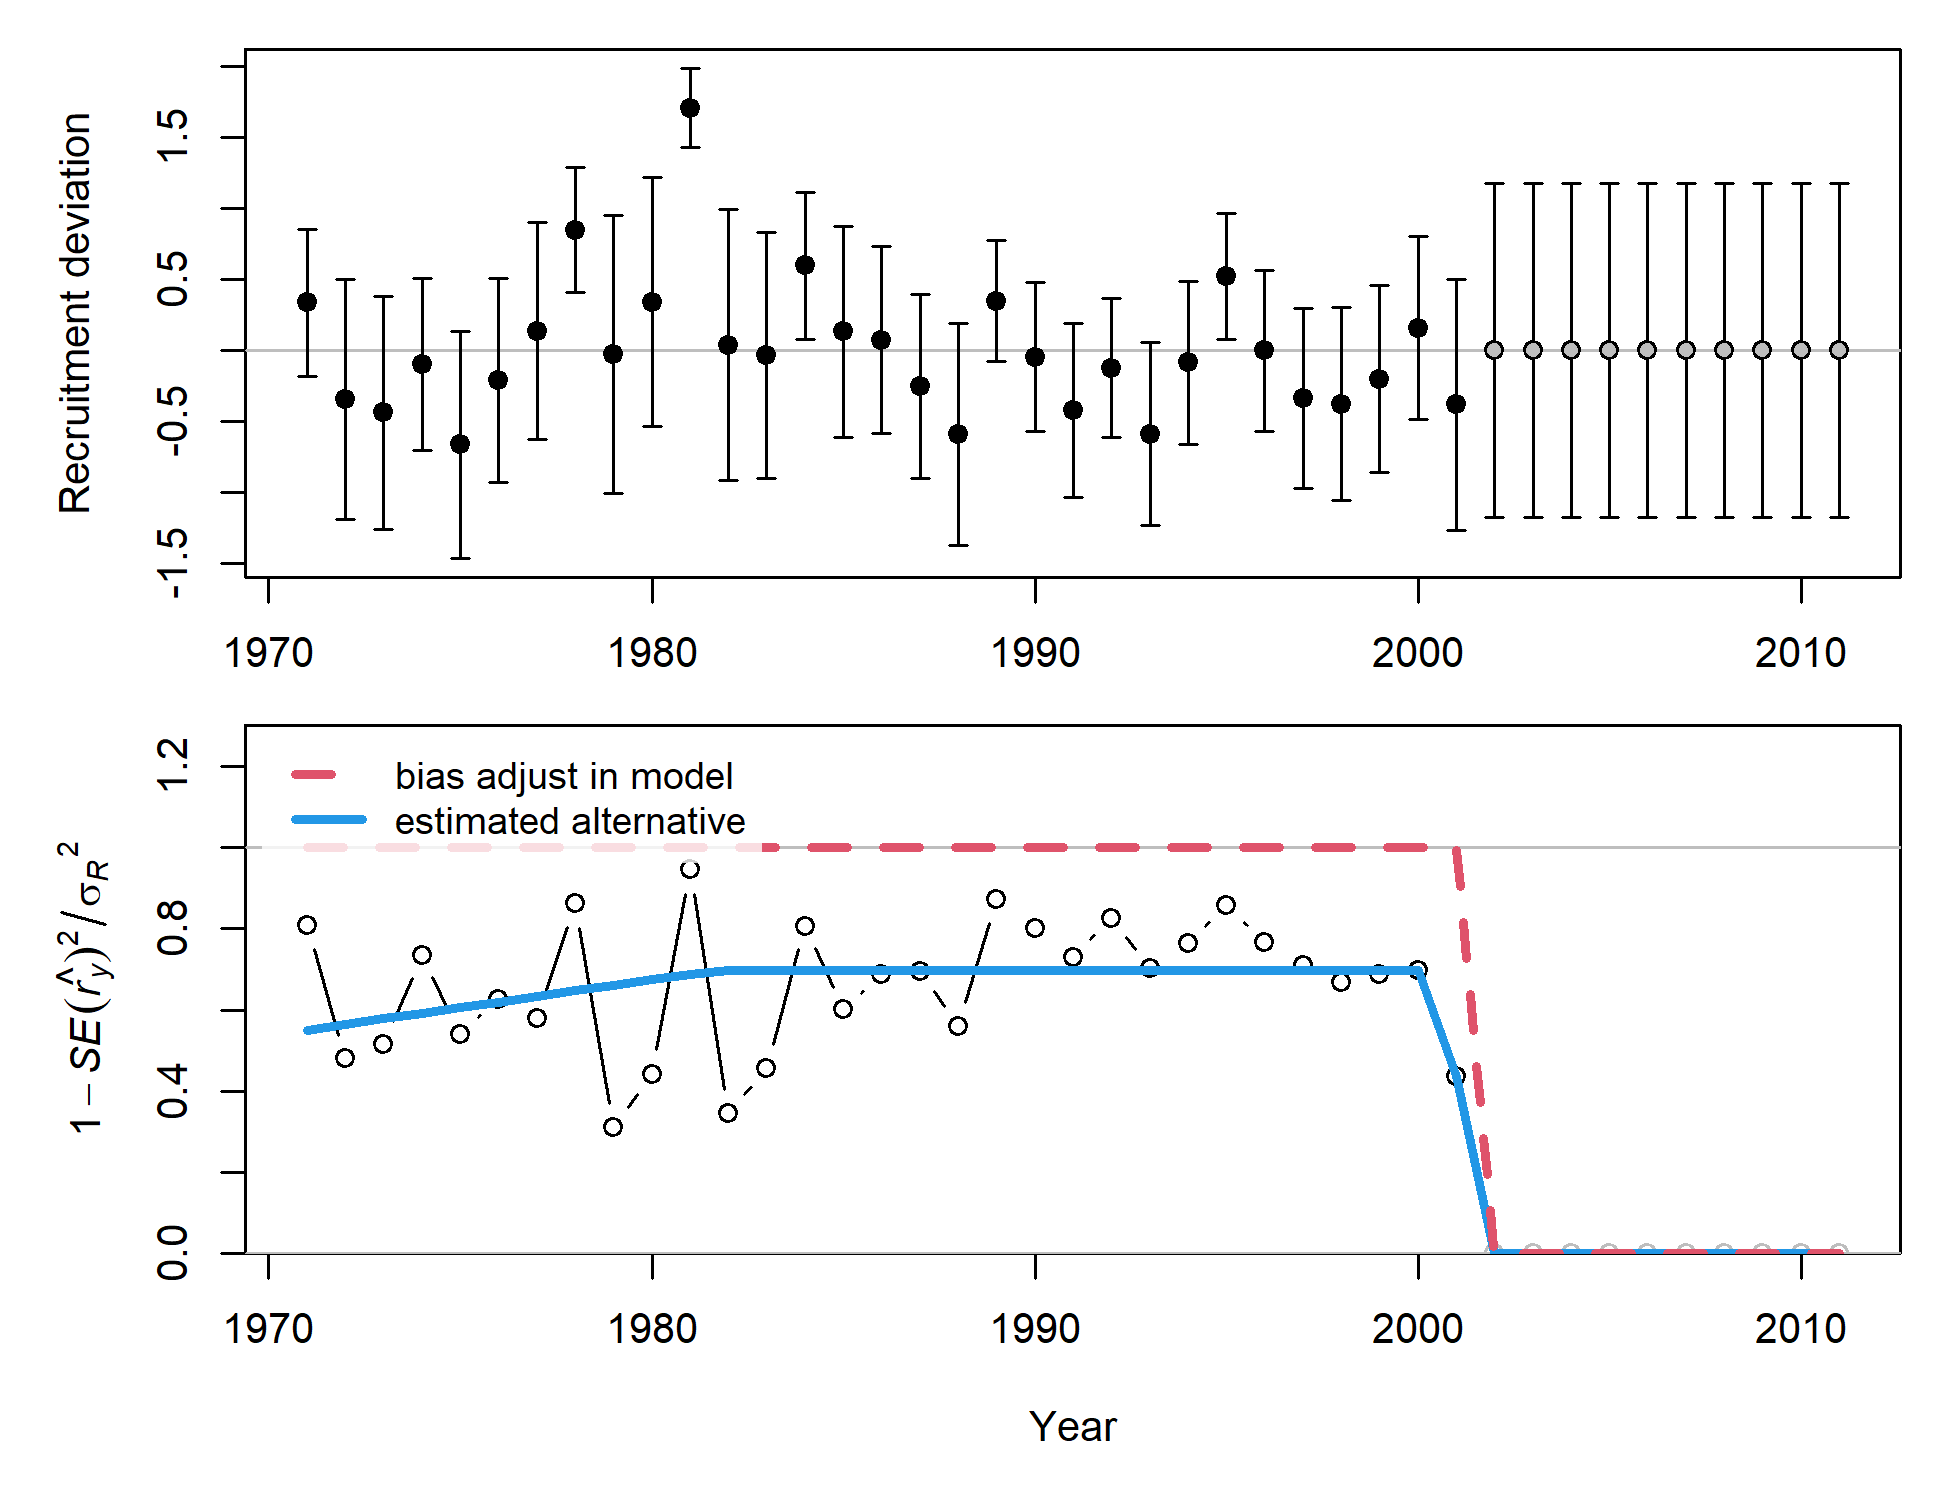 Recruitment deviation
1.5
0.5
-0.5
-1.5
1970 1980 1990 2000 2010
bias adjust in model
estimated alternative
1 − SE(r̂_y)² / σ_R²
1.2
0.8
0.4
0.0
1970 1980 1990 2000 2010
Year